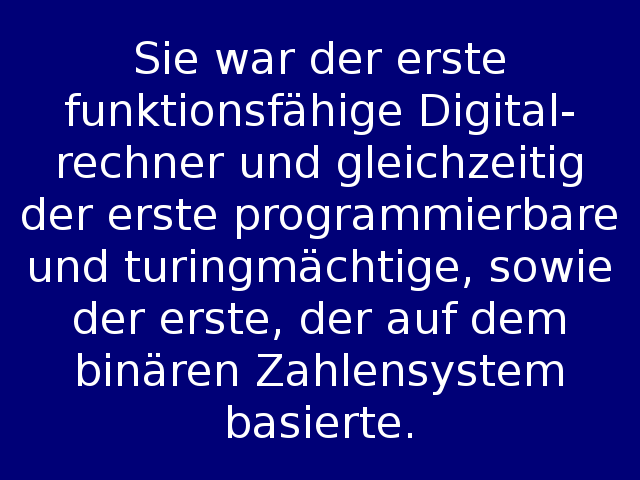 Sie war der erste
funktionsfähige Digital-
rechner und gleichzeitig
der erste programmierbare
und turingmächtige, sowie
der erste, der auf dem
binären Zahlensystem
basierte.